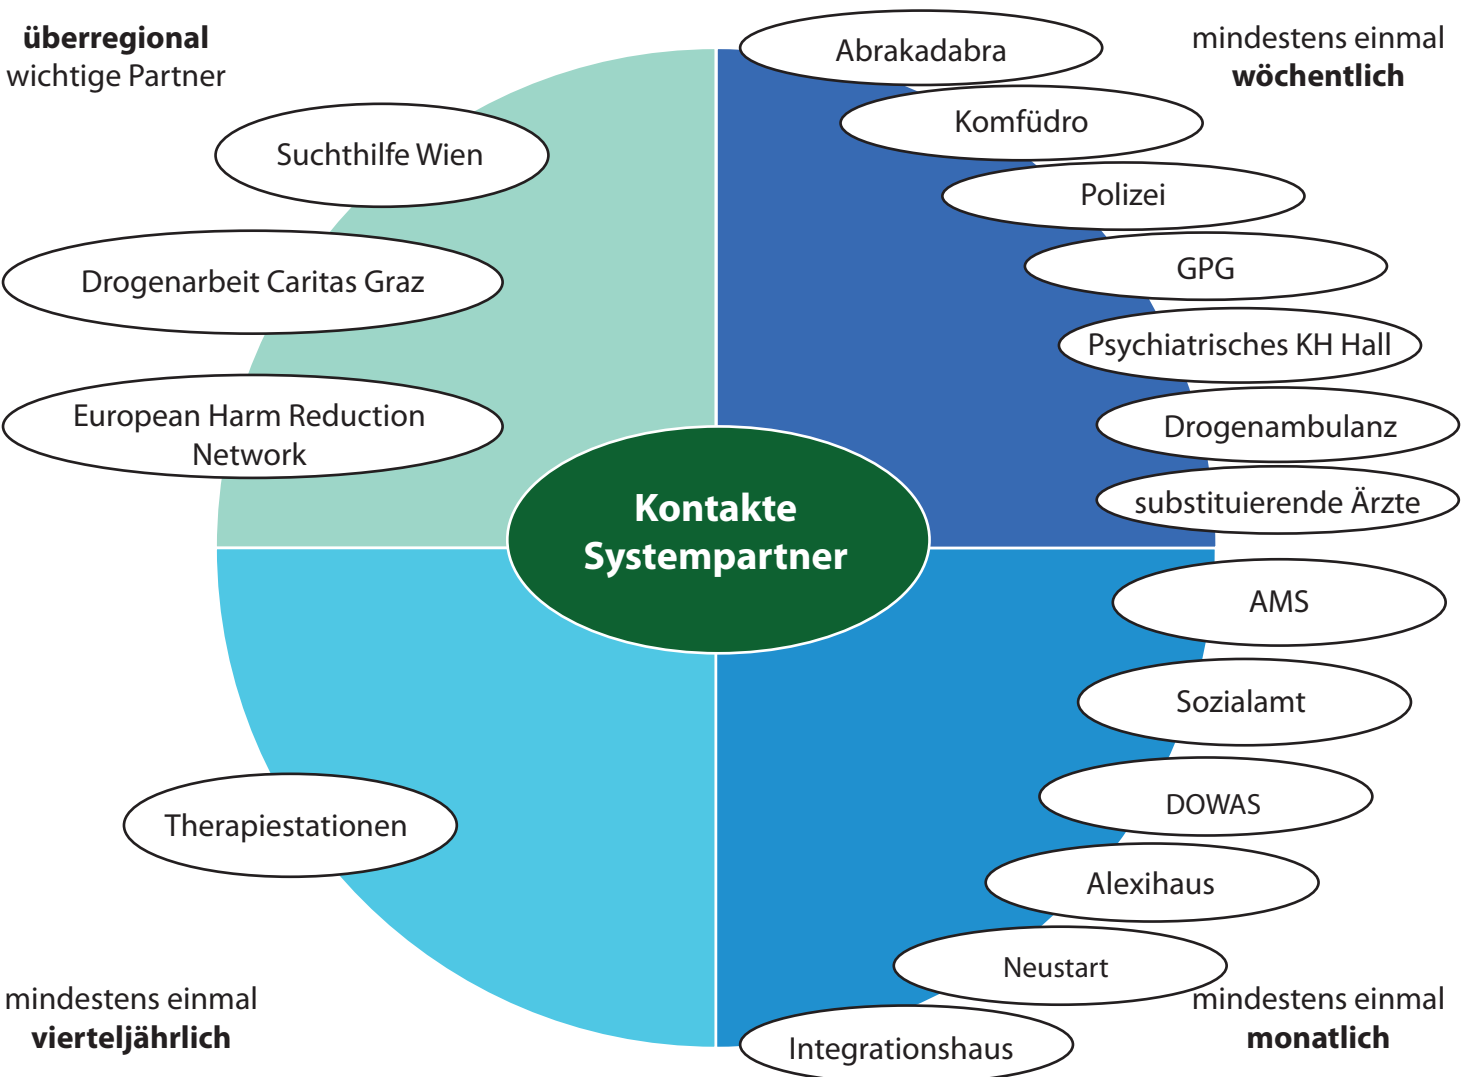 überregional
wichtige Partner
Suchthilfe Wien
Drogenarbeit Caritas Graz
European Harm Reduction
Network
mindestens einmal
wöchentlich
Abrakadabra
Komfüdro
Polizei
GPG
Psychiatrisches KH Hall
Drogenambulanz
substituierende Ärzte
Kontakte
Systempartner
AMS
Sozialamt
DOWAS
Alexihaus
Neustart
Integrationshaus
mindestens einmal
monatlich
Therapiestationen
mindestens einmal
vierteljährlich